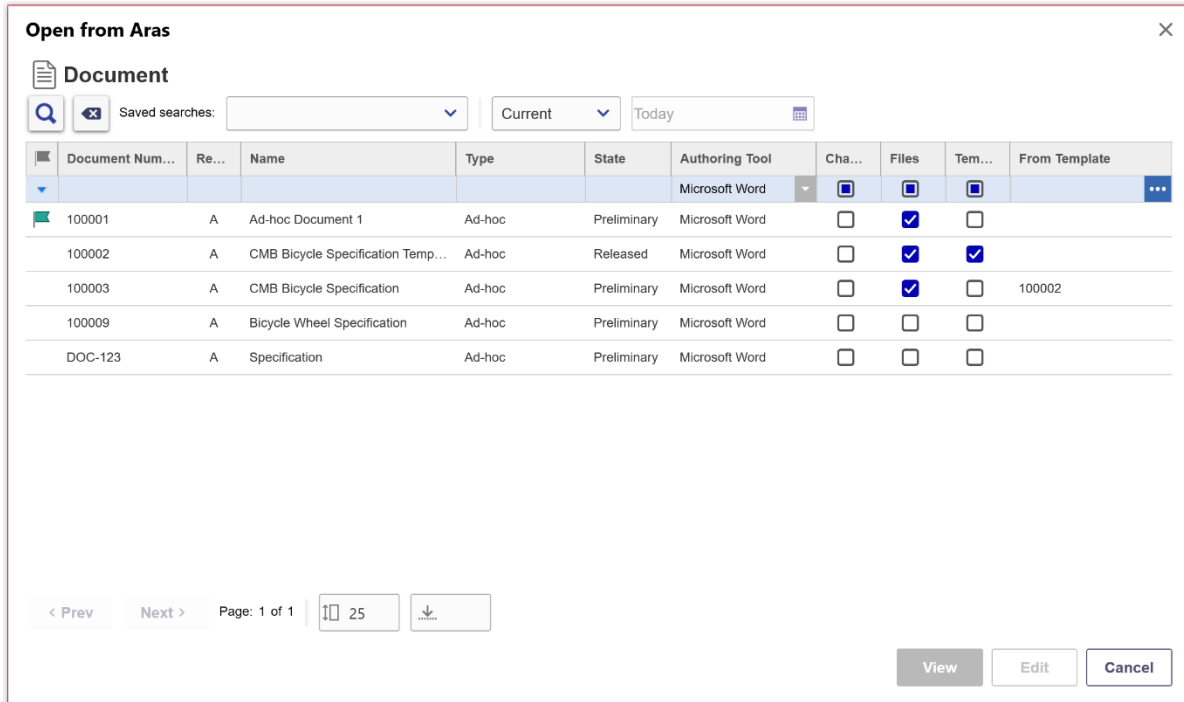 Open from Aras
Document
Saved searches: Current Today
Document Num... Re... Name Type State Authoring Tool Cha... Files Tem... From Template
Microsoft Word
100001 A Ad-hoc Document 1 Ad-hoc Preliminary Microsoft Word
100002 A CMB Bicycle Specification Temp... Ad-hoc Released Microsoft Word
100003 A CMB Bicycle Specification Ad-hoc Preliminary Microsoft Word 100002
100009 A Bicycle Wheel Specification Ad-hoc Preliminary Microsoft Word
DOC-123 A Specification Ad-hoc Preliminary Microsoft Word
< Prev Next > Page: 1 of 1 25
View Edit Cancel